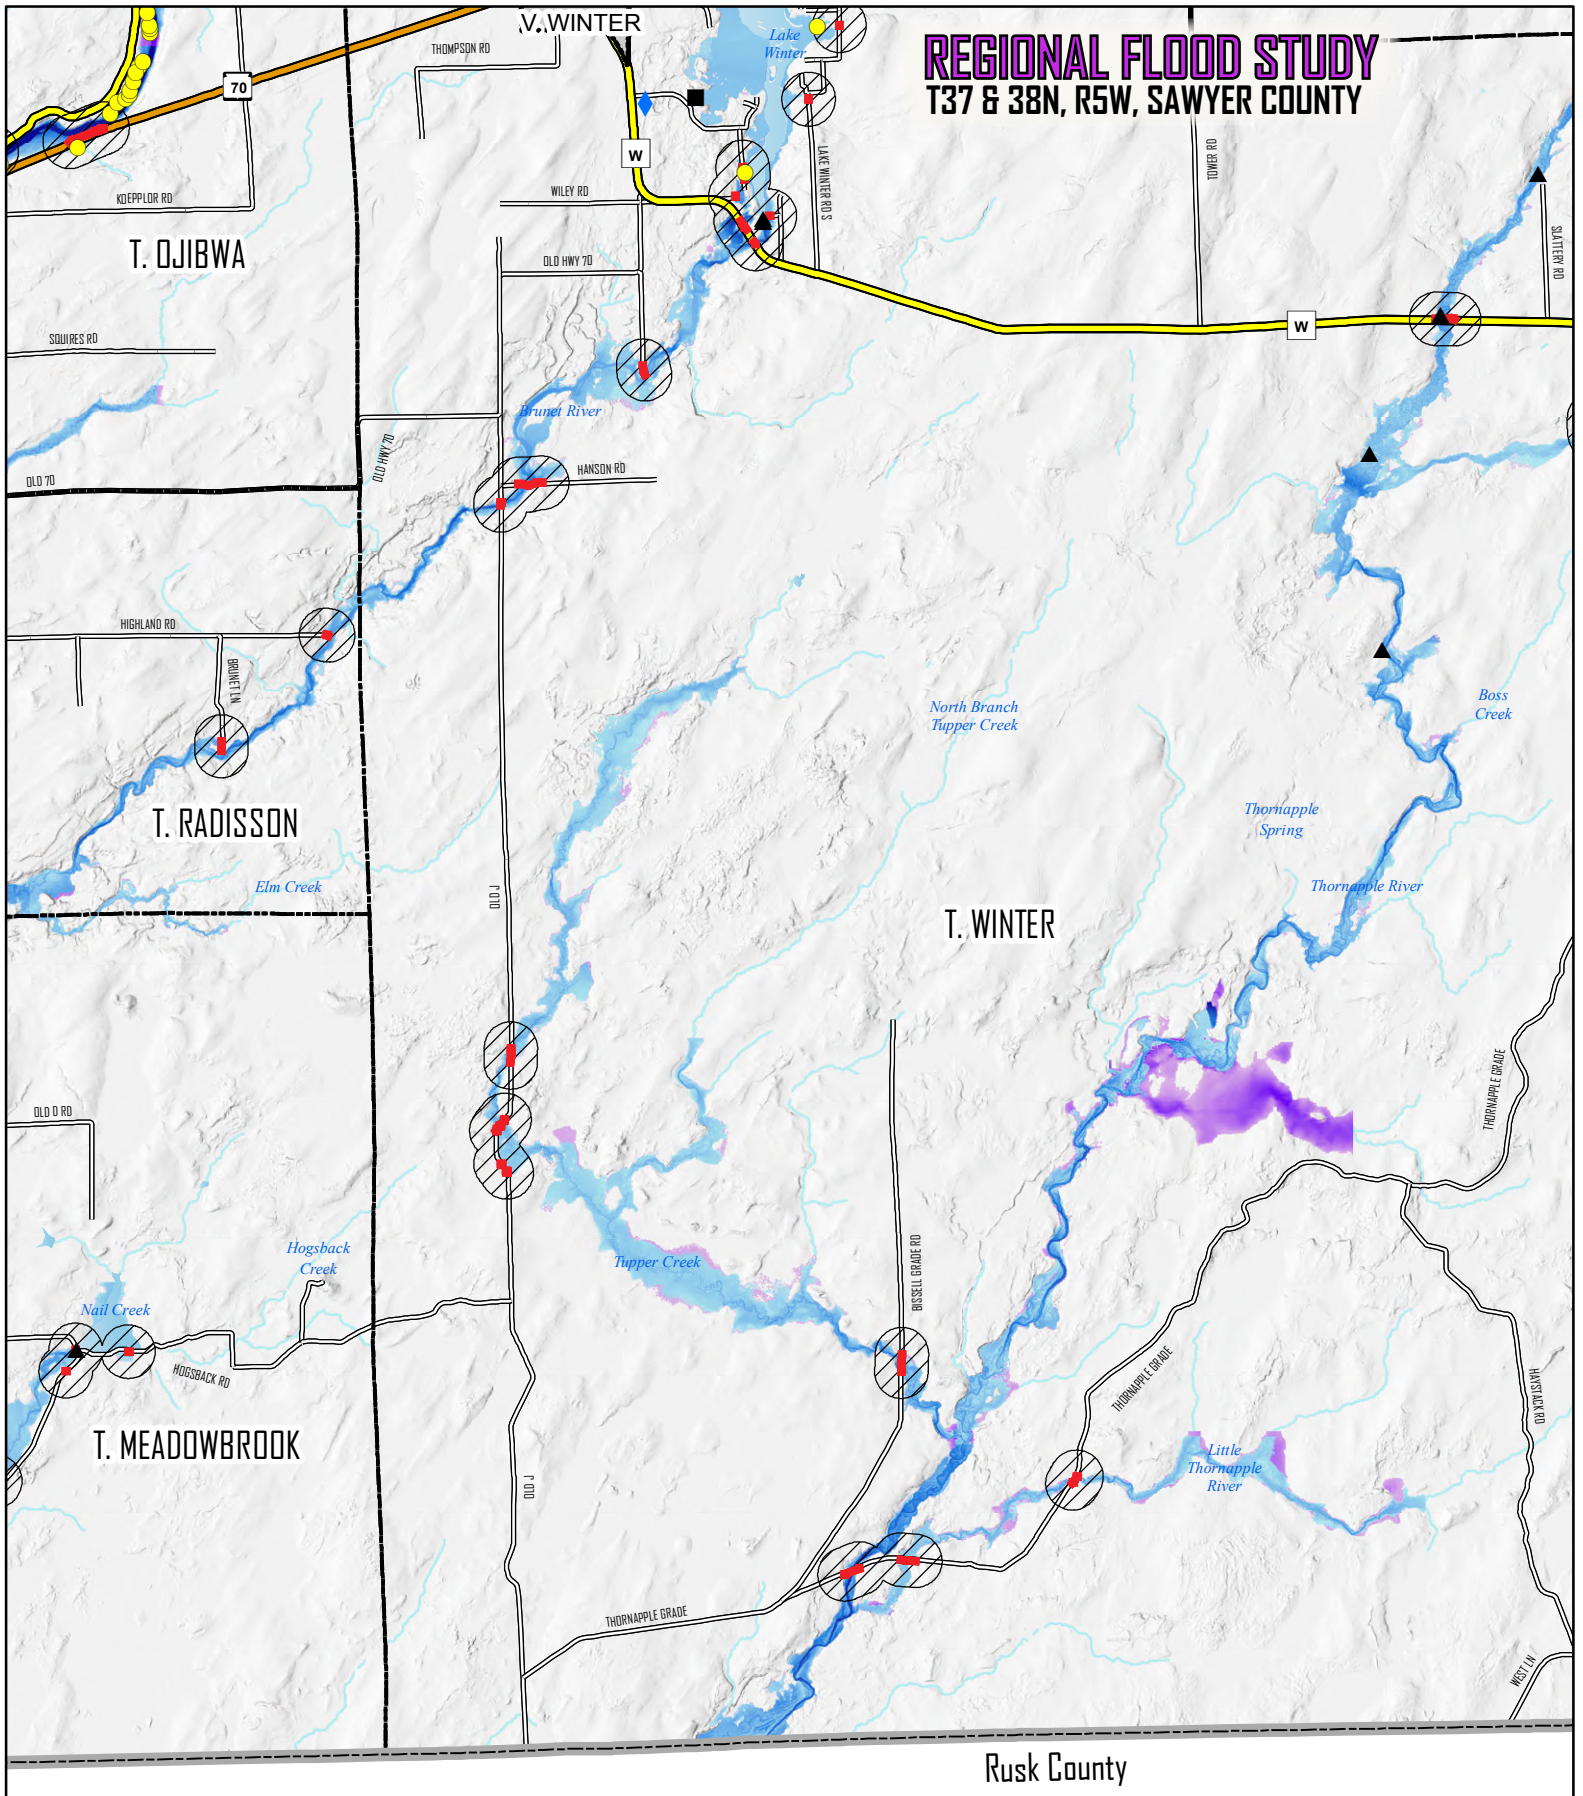 V. WINTER
REGIONAL FLOOD STUDY
T37 & 38N, R5W, SAWYER COUNTY
Lake
Winter
THOMPSON RD
70
W
KOEPPLOR RD
WILEY RD
LAKE WINTER RD S
TOWER RD
SLATTERY RD
T. OJIBWA
OLD HWY 70
W
SQUIRES RD
Brunet River
OLD HWY 70
HANSON RD
OLD 70
HIGHLAND RD
BRUNET LN
North Branch
Tupper Creek
Boss
Creek
T. RADISSON
Thornapple
Spring
Elm Creek
OLD J
Thornapple River
T. WINTER
THORNAPPLE GRADE
OLD D RD
Hogsback
Creek
Tupper Creek
BISSELL GRADE RD
Nail Creek
HOGSBACK RD
THORNAPPLE GRADE
HAYSTACK RD
T. MEADOWBROOK
Little
Thornapple
River
OLD J
THORNAPPLE GRADE
WEST LN
Rusk County